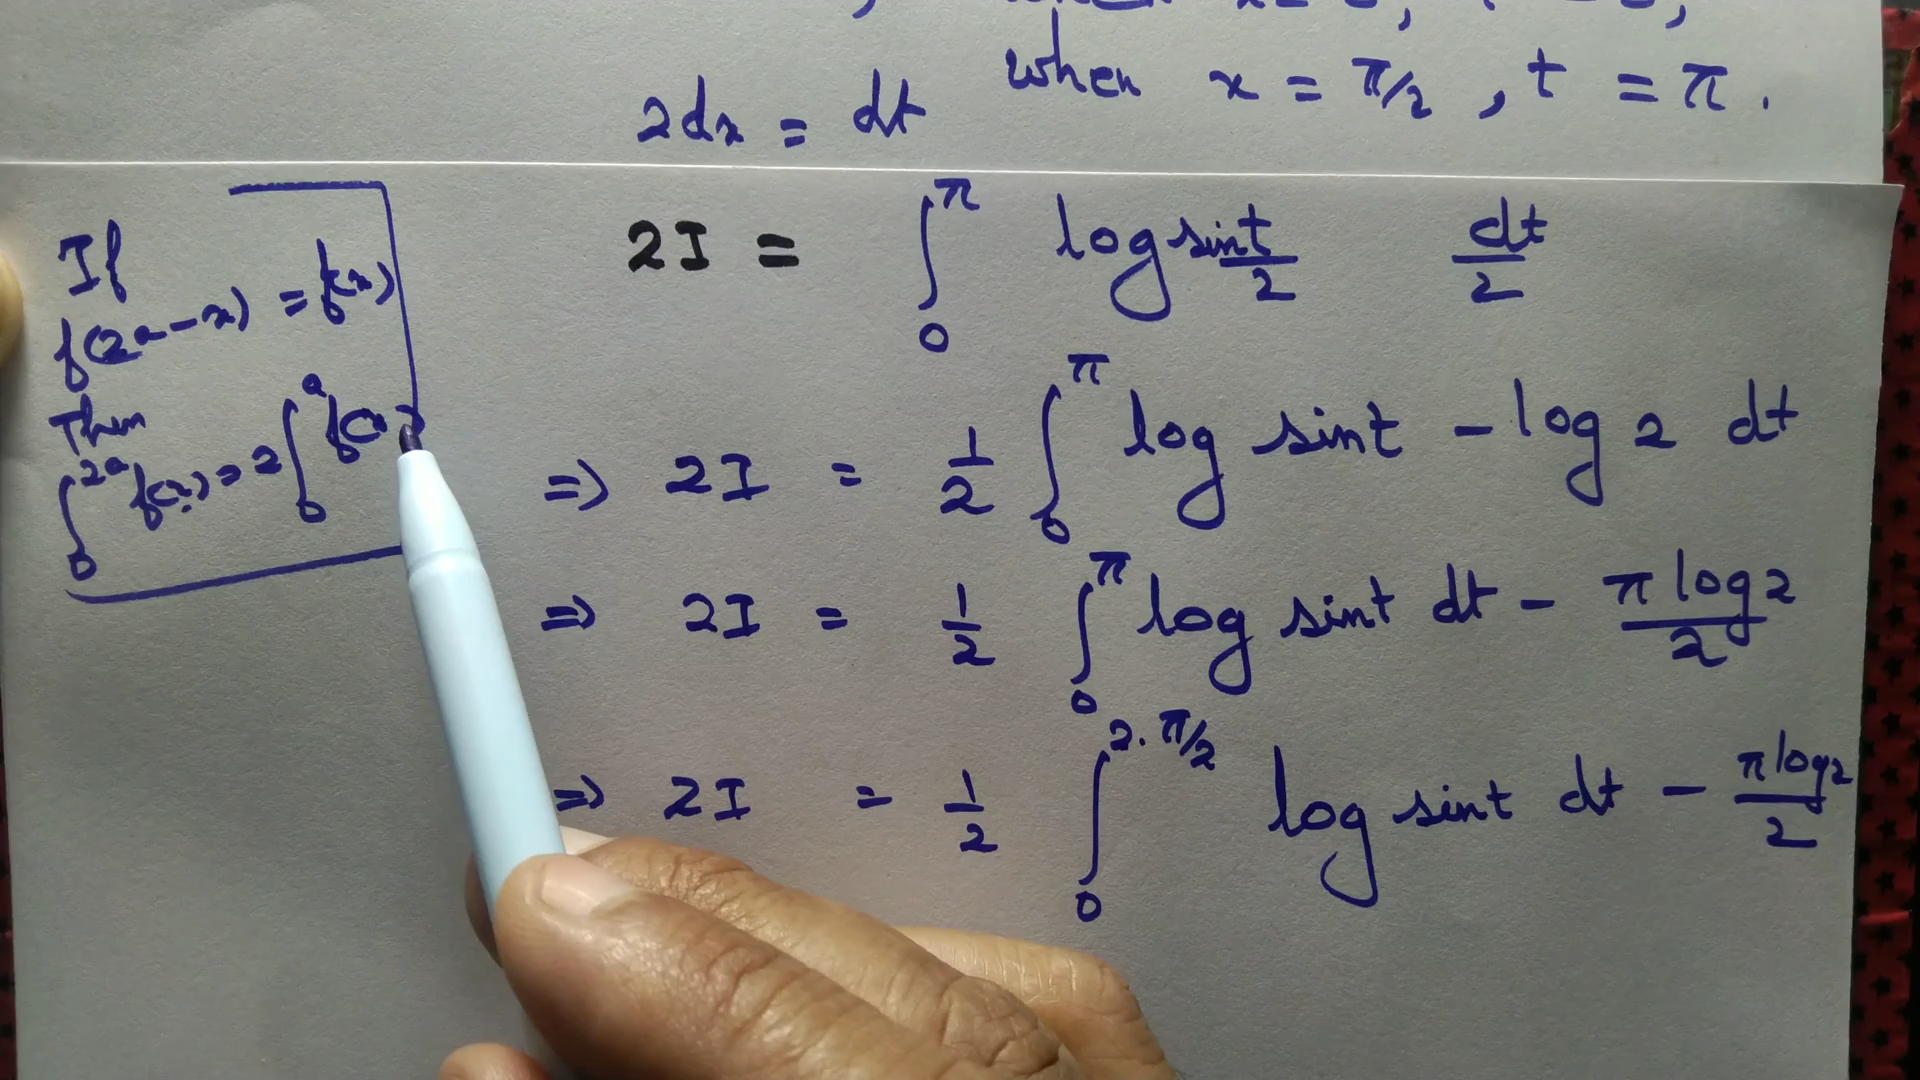 when x = π/2 , t = π .
2dx = dt
If
f(2a-x) = f(x)
Then
∫₀^2a f(x) = 2 ∫₀^a f(x)
2I = ∫₀^π log sint/2 dt/2
⇒ 2I = 1/2 ∫₀^π log sint - log 2 dt
⇒ 2I = 1/2 ∫₀^π log sint dt - π log2/2
⇒ 2I = 1/2 ∫₀^2.π/2 log sint dt - π log2/2